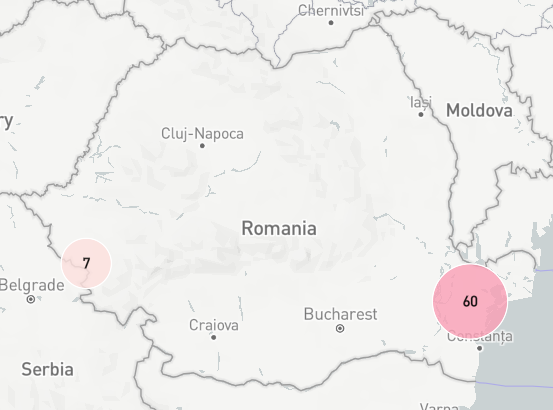 Chernivtsi
Iași
Moldova
ry
Cluj-Napoca
Romania
7
Belgrade
60
Craiova
Bucharest
Constanța
Serbia
Varna